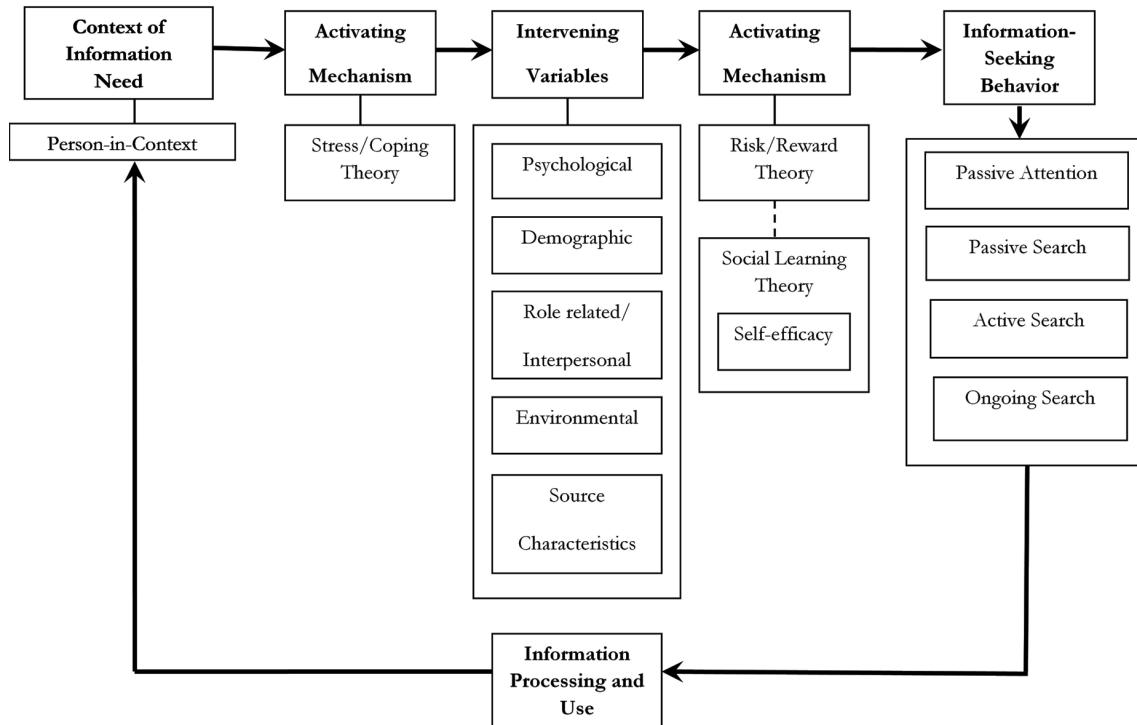 Context of
Information
Need
Activating
Mechanism
Intervening
Variables
Activating
Mechanism
Information-
Seeking
Behavior
Person-in-Context
Stress/Coping
Theory
Psychological
Demographic
Role related/
Interpersonal
Environmental
Source
Characteristics
Risk/Reward
Theory
Social Learning
Theory
Self-efficacy
Passive Attention
Passive Search
Active Search
Ongoing Search
Information
Processing and
Use